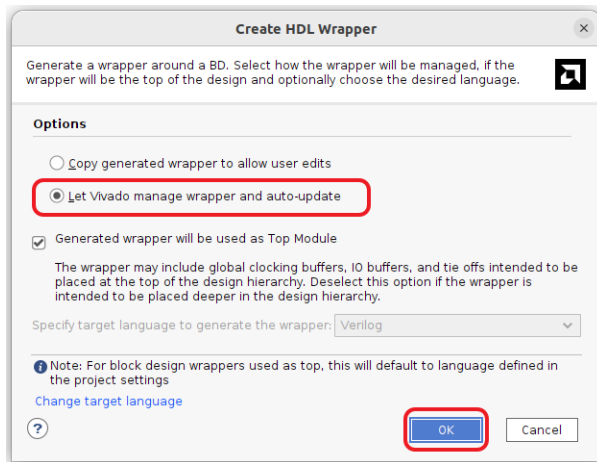 Create HDL Wrapper
Generate a wrapper around a BD. Select how the wrapper will be managed, if the
wrapper will be the top of the design and optionally choose the desired language.
Options
Copy generated wrapper to allow user edits
Let Vivado manage wrapper and auto-update
Generated wrapper will be used as Top Module
The wrapper may include global clocking buffers, IO buffers, and tie offs intended to be
placed at the top of the design hierarchy. Deselect this option if the wrapper is
intended to be placed deeper in the design hierarchy.
Specify target language to generate the wrapper: Verilog
Note: For block design wrappers used as top, this will default to language defined in
the project settings
Change target language
? OK Cancel